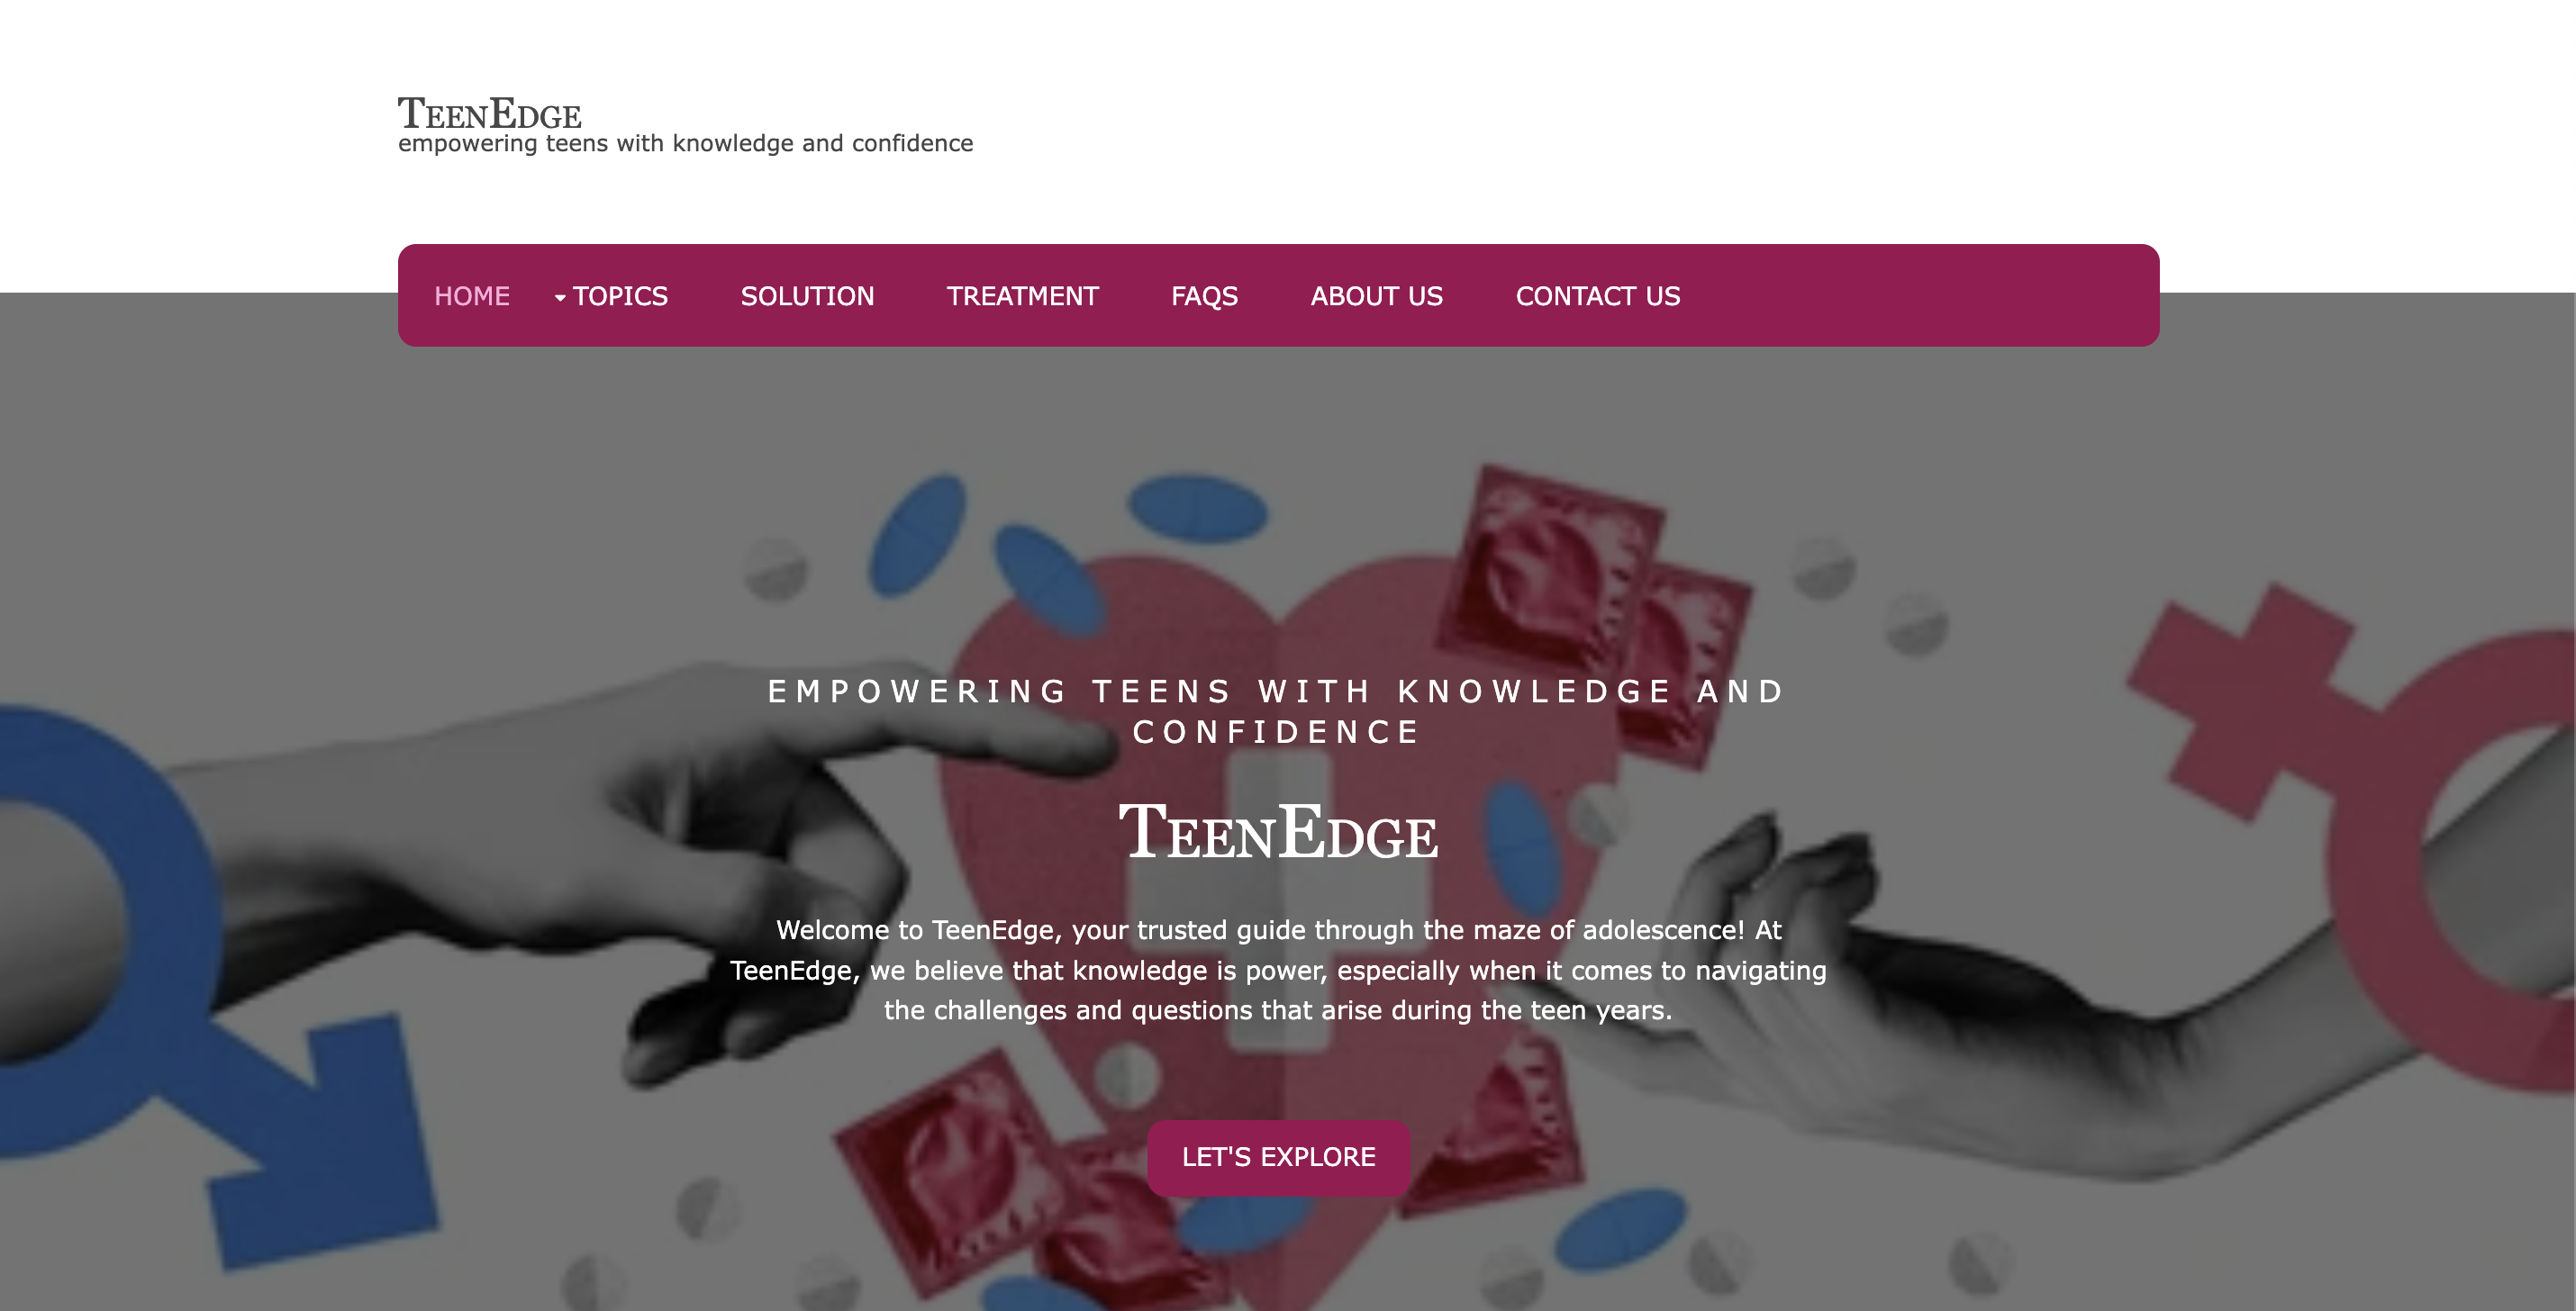 TEENEDGE
empowering teens with knowledge and confidence
HOME TOPICS SOLUTION TREATMENT FAQS ABOUT US CONTACT US
EMPOWERING TEENS WITH KNOWLEDGE AND
CONFIDENCE
TEENEDGE
Welcome to TeenEdge, your trusted guide through the maze of adolescence! At
TeenEdge, we believe that knowledge is power, especially when it comes to navigating
the challenges and questions that arise during the teen years.
LET'S EXPLORE